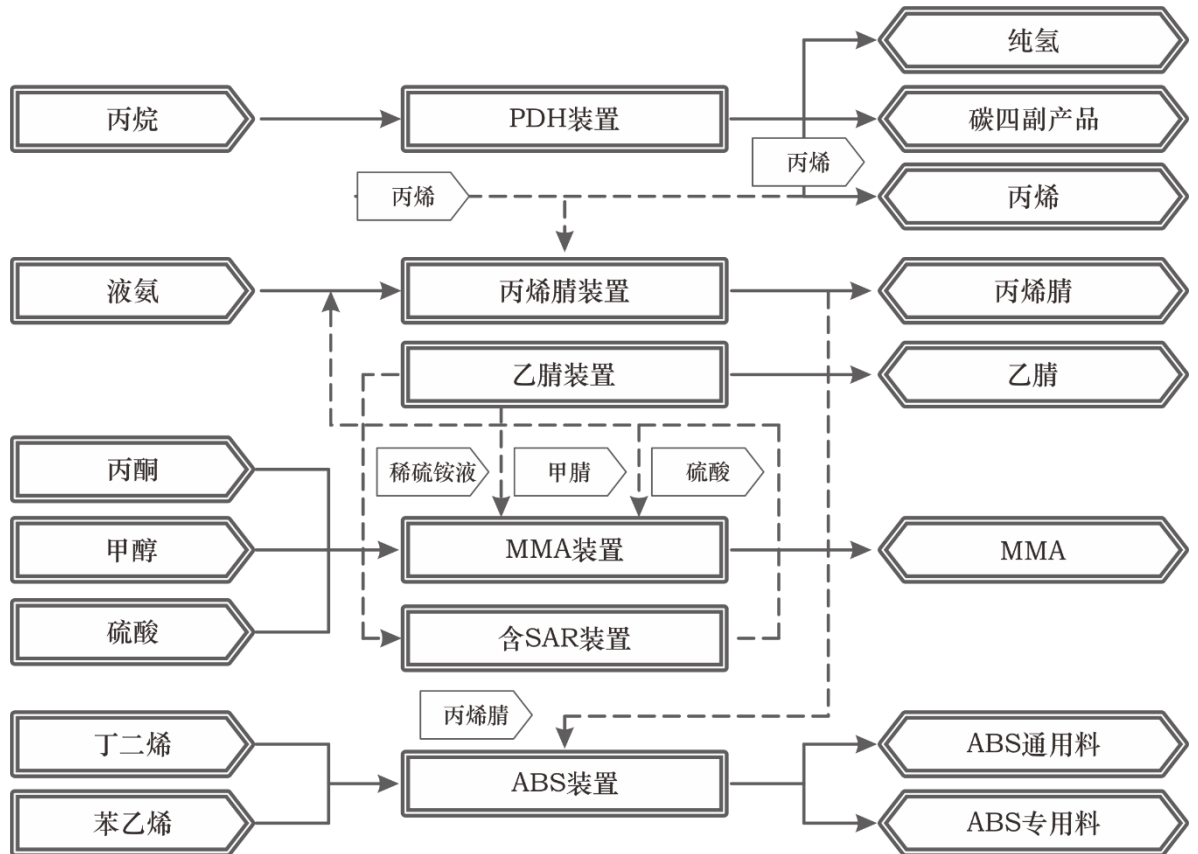 纯氢
丙烷
PDH装置
碳四副产品
丙烯
丙烯
丙烯
液氨
丙烯腈装置
丙烯腈
乙腈装置
乙腈
丙酮
稀硫铵液
甲腈
硫酸
甲醇
MMA装置
MMA
硫酸
含SAR装置
丙烯腈
丁二烯
ABS装置
ABS通用料
苯乙烯
ABS专用料